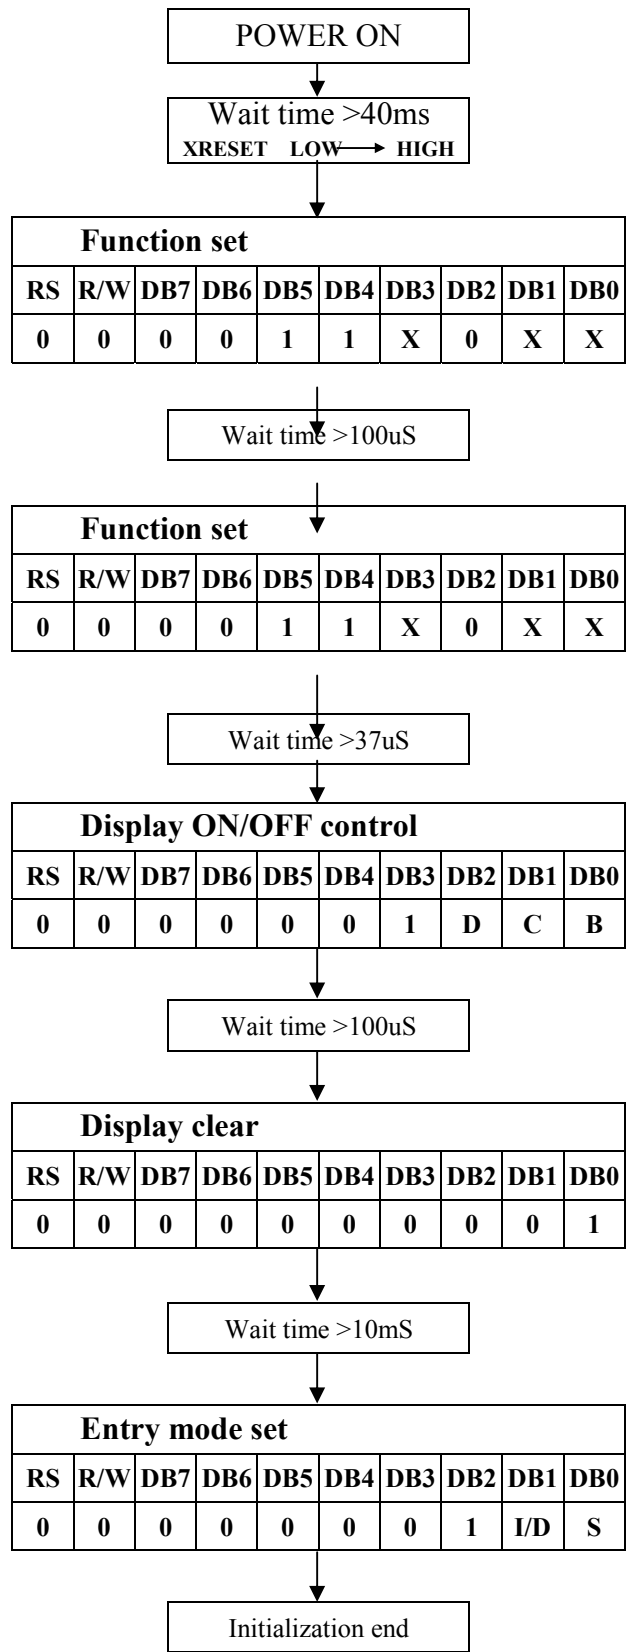 POWER ON
Wait time >40ms
XRESET LOW HIGH
Function set
RS R/W DB7 DB6 DB5 DB4 DB3 DB2 DB1 DB0
0 0 0 0 1 1 X 0 X X
Wait time >100uS
Function set
RS R/W DB7 DB6 DB5 DB4 DB3 DB2 DB1 DB0
0 0 0 0 1 1 X 0 X X
Wait time >37uS
Display ON/OFF control
RS R/W DB7 DB6 DB5 DB4 DB3 DB2 DB1 DB0
0 0 0 0 0 0 1 D C B
Wait time >100uS
Display clear
RS R/W DB7 DB6 DB5 DB4 DB3 DB2 DB1 DB0
0 0 0 0 0 0 0 0 0 1
Wait time >10mS
Entry mode set
RS R/W DB7 DB6 DB5 DB4 DB3 DB2 DB1 DB0
0 0 0 0 0 0 0 1 I/D S
Initialization end